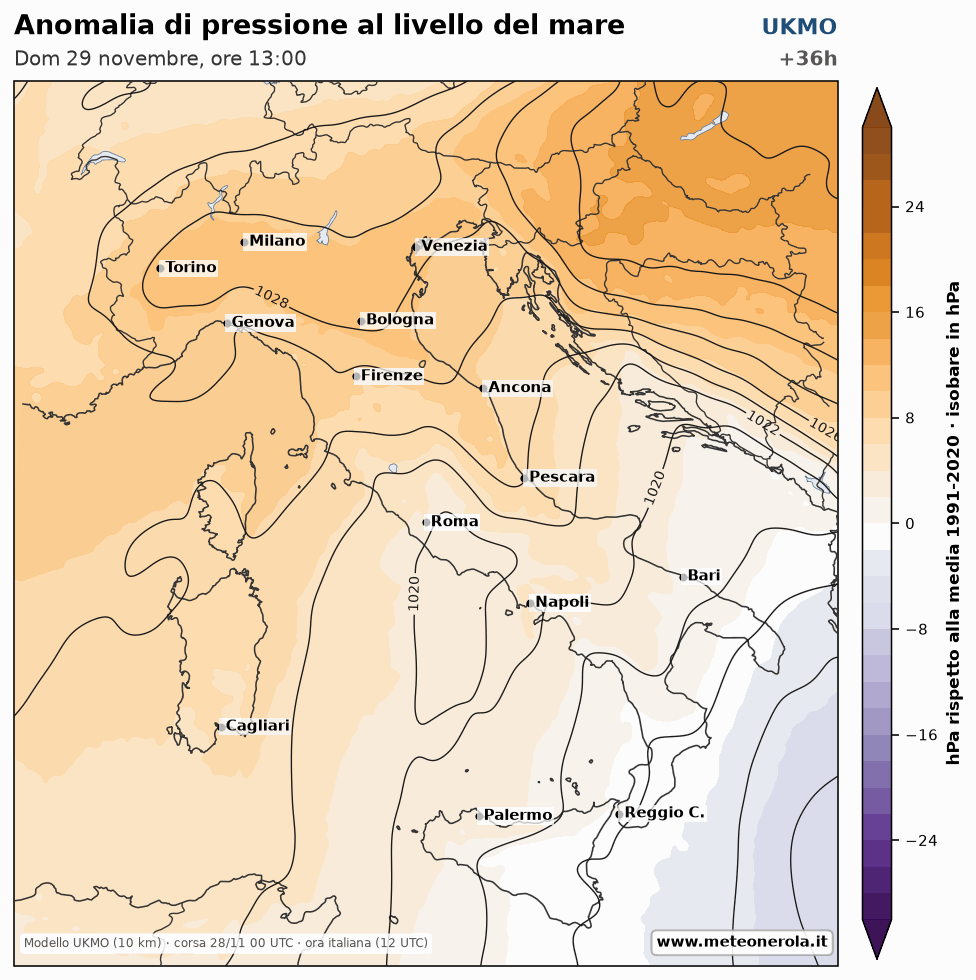 Anomalia di pressione al livello del mare
UKMO
Dom 29 novembre, ore 13:00
+36h
Milano
Venezia
Torino
1028
Genova
Bologna
Firenze
Ancona
1022
1026
Pescara
1020
Roma
Bari
1020
Napoli
Cagliari
Palermo
Reggio C.
Modello UKMO (10 km) · corsa 28/11 00 UTC · ora italiana (12 UTC)
www.meteonerola.it
24
16
8
0
−8
−16
−24
hPa rispetto alla media 1991-2020 · isobare in hPa